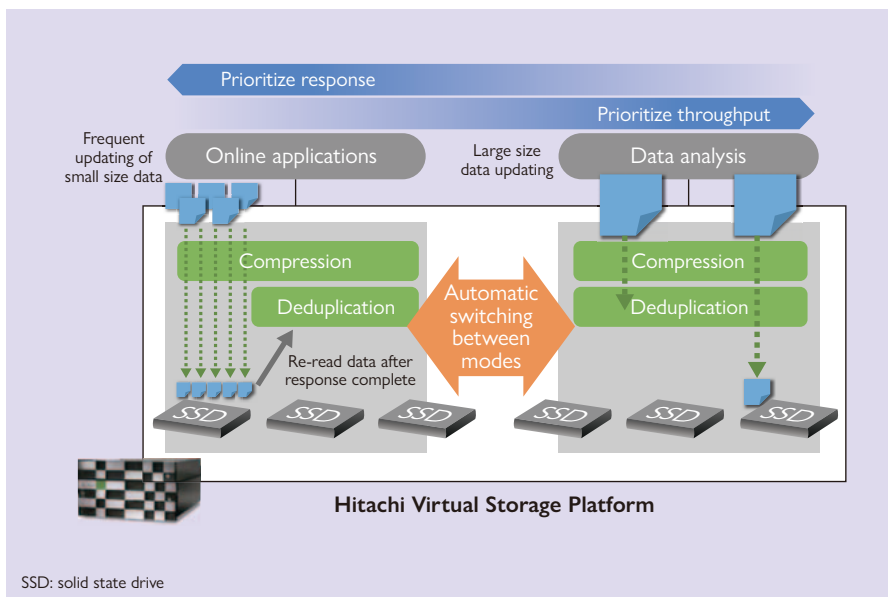 Prioritize response
Prioritize throughput
Frequent
updating of
small size data
Online applications
Large size
data updating
Data analysis
Compression
Deduplication
Re-read data after
response complete
Automatic
switching
between
modes
Compression
Deduplication
SSD
SSD
SSD
SSD
SSD
SSD
Hitachi Virtual Storage Platform
SSD: solid state drive